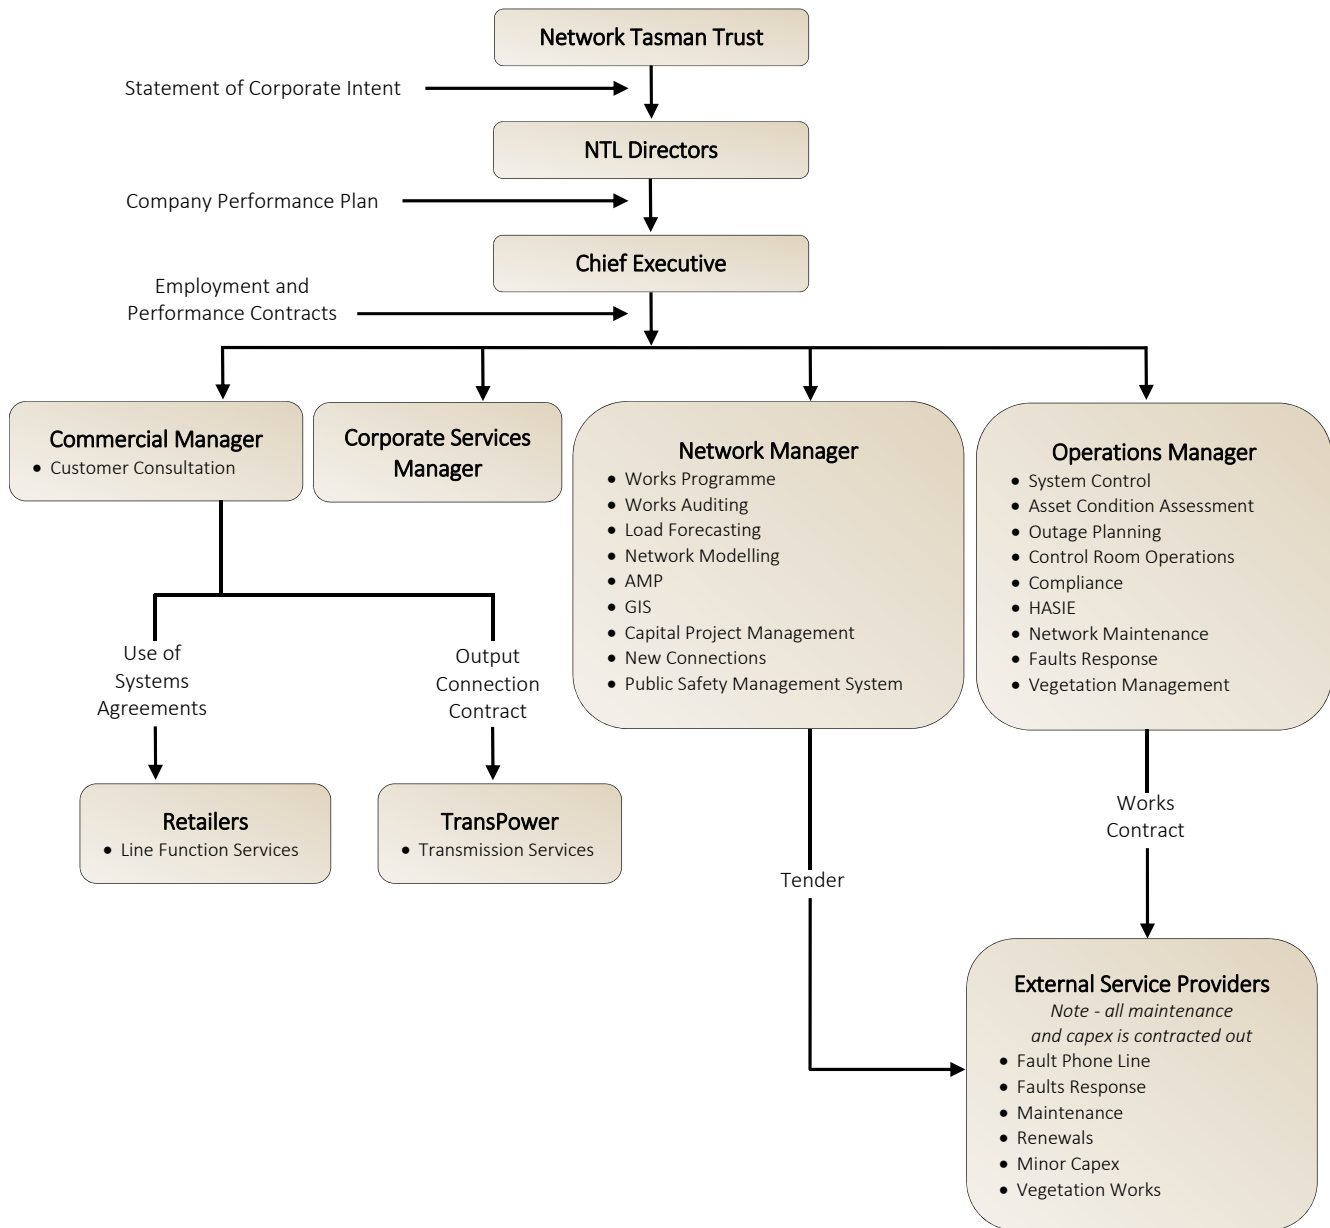 Network Tasman Trust
Statement of Corporate Intent
NTL Directors
Company Performance Plan
Chief Executive
Employment and
Performance Contracts
Commercial Manager
• Customer Consultation
Corporate Services
Manager
Network Manager
• Works Programme
• Works Auditing
• Load Forecasting
• Network Modelling
• AMP
• GIS
• Capital Project Management
• New Connections
• Public Safety Management System
Operations Manager
• System Control
• Asset Condition Assessment
• Outage Planning
• Control Room Operations
• Compliance
• HASIE
• Network Maintenance
• Faults Response
• Vegetation Management
Use of
Systems
Agreements
Output
Connection
Contract
Retailers
• Line Function Services
TransPower
• Transmission Services
Tender
Works
Contract
External Service Providers
Note - all maintenance
and capex is contracted out
• Fault Phone Line
• Faults Response
• Maintenance
• Renewals
• Minor Capex
• Vegetation Works